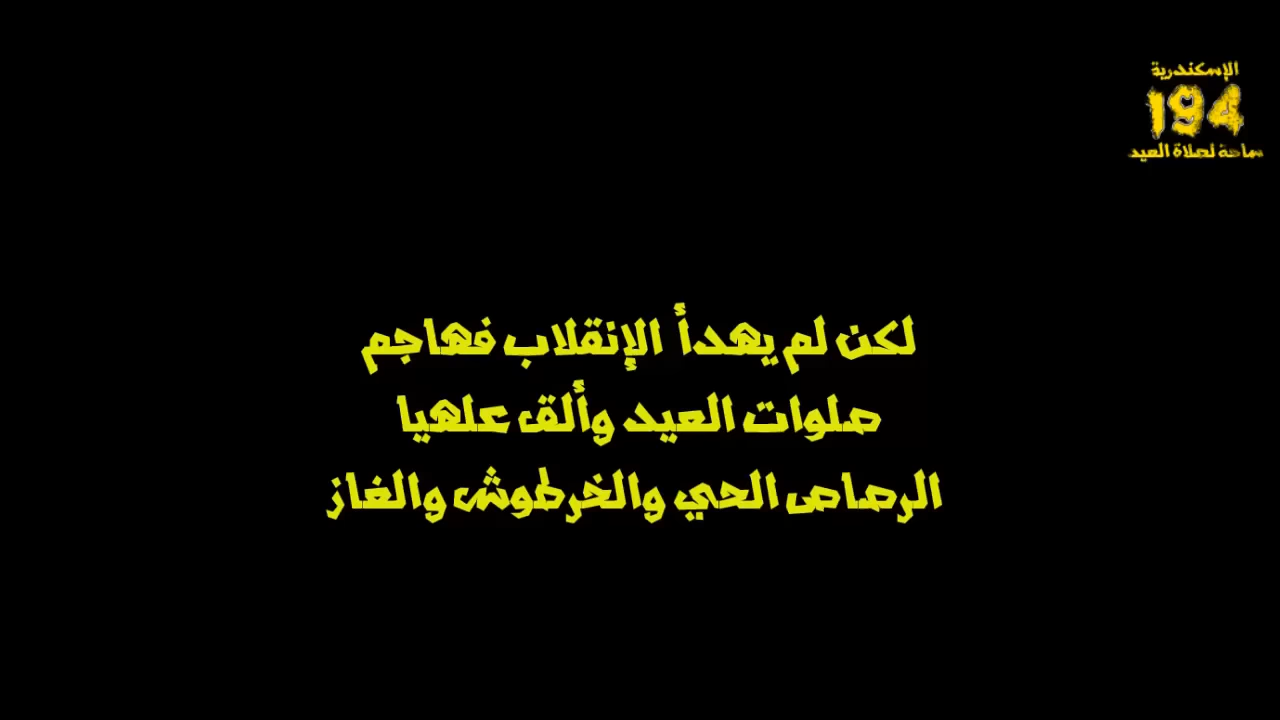 الإسكندرية
194
ساحة لصلاة العيد
لكن لم يهدأ الإنقلاب فهاجم
صلوات العيد وألق علهيا
الرصاص الحي والخرطوش والغاز